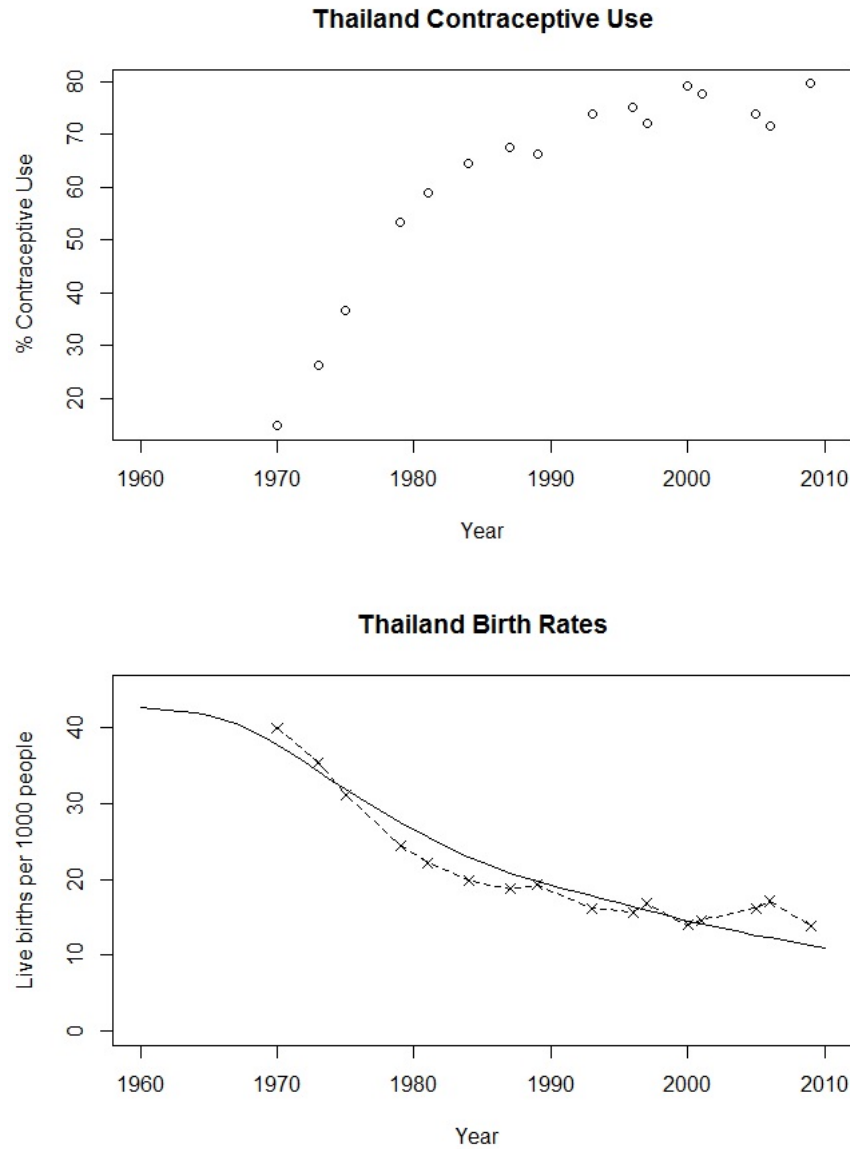 Thailand Contraceptive Use
% Contraceptive Use
80
70
60
50
40
30
20
1960 1970 1980 1990 2000 2010
Year
Thailand Birth Rates
Live births per 1000 people
40
30
20
10
0
1960 1970 1980 1990 2000 2010
Year